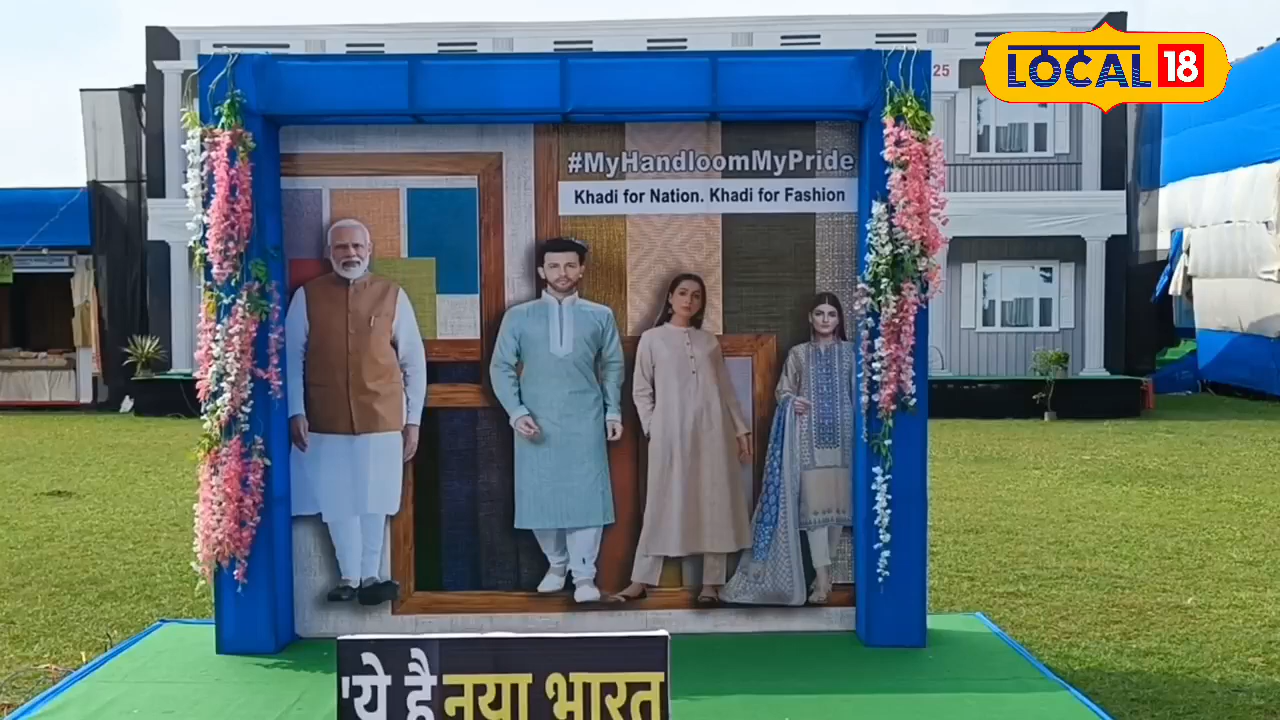 LOCAL 18
25
#MyHandloomMyPride
Khadi for Nation. Khadi for Fashion
'ये है नया भारत